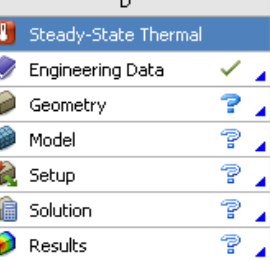 D
Steady-State Thermal
Engineering Data
Geometry
Model
Setup
Solution
Results